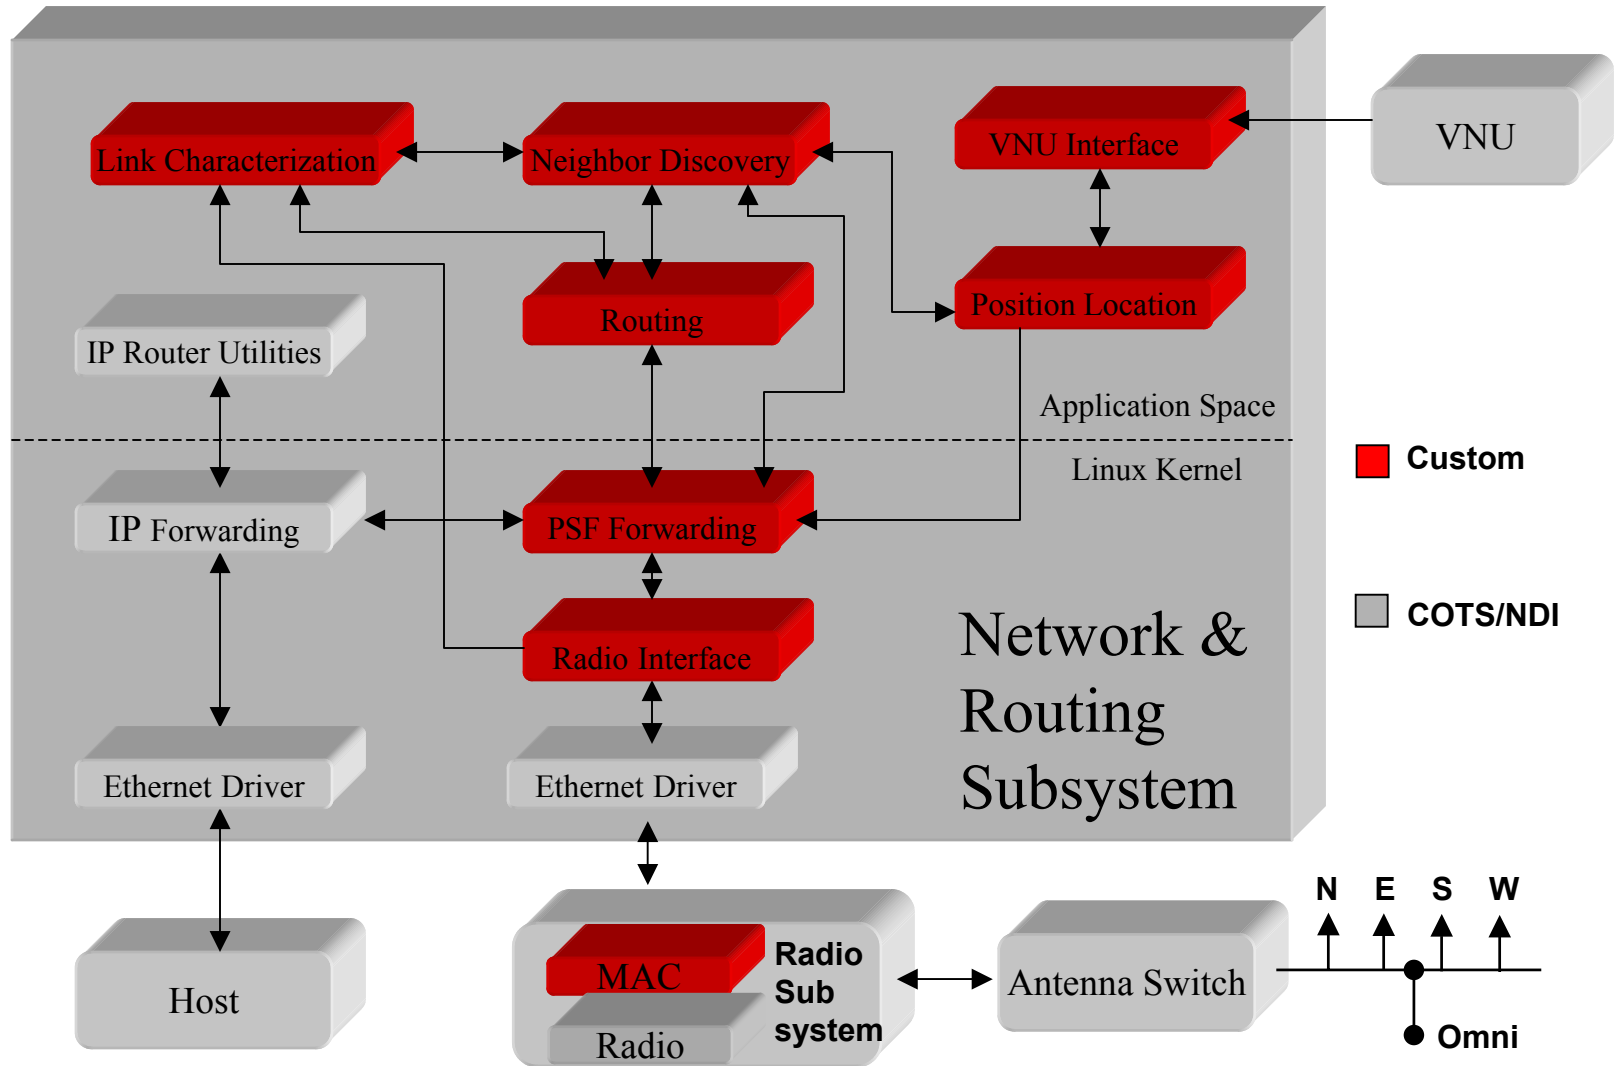 VNU
Link Characterization
Neighbor Discovery
VNU Interface
Routing
Position Location
IP Router Utilities
Application Space
Linux Kernel
Custom
IP Forwarding
PSF Forwarding
COTS/NDI
Radio Interface
Network &
Routing
Subsystem
Ethernet Driver
Ethernet Driver
N E S W
Host
MAC
Radio
Radio
Sub
system
Antenna Switch
Omni